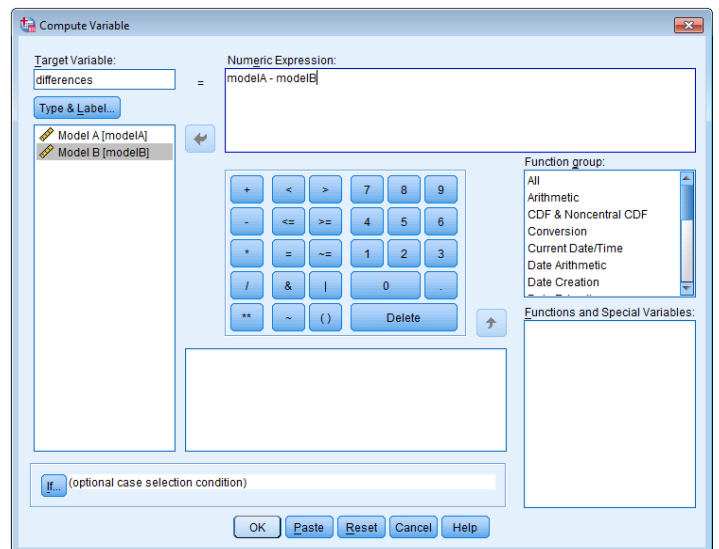 Compute Variable
Target Variable:
differences
Type & Label...
Model A [modelA]
Model B [modelB]
=
Numeric Expression:
modelA - modelB
+ < > 7 8 9
- <= >= 4 5 6
* = ~= 1 2 3
/ & | 0 .
** ~ ( ) Delete
Function group:
All
Arithmetic
CDF & Noncentral CDF
Conversion
Current Date/Time
Date Arithmetic
Date Creation
Functions and Special Variables:
If... (optional case selection condition)
OK Paste Reset Cancel Help